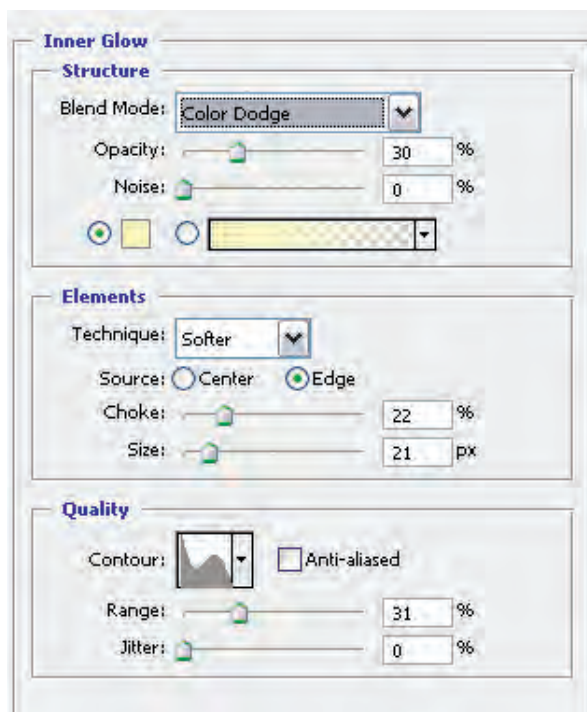 Inner Glow
Structure
Blend Mode: Color Dodge
Opacity: 30 %
Noise: 0 %
Elements
Technique: Softer
Source: Center Edge
Choke: 22 %
Size: 21 px
Quality
Contour: Anti-aliased
Range: 31 %
Jitter: 0 %